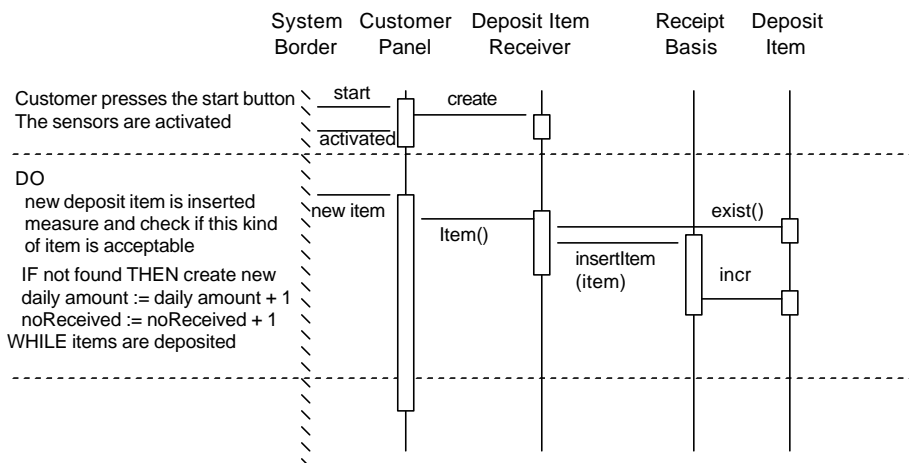 System Border
Customer Panel
Deposit Item Receiver
Receipt Basis
Deposit Item
Customer presses the start button
The sensors are activated
start
create
activated
DO
new deposit item is inserted
measure and check if this kind
of item is acceptable
IF not found THEN create new
daily amount := daily amount + 1
noReceived := noReceived + 1
WHILE items are deposited
new item
Item()
exist()
insertItem
(item)
incr